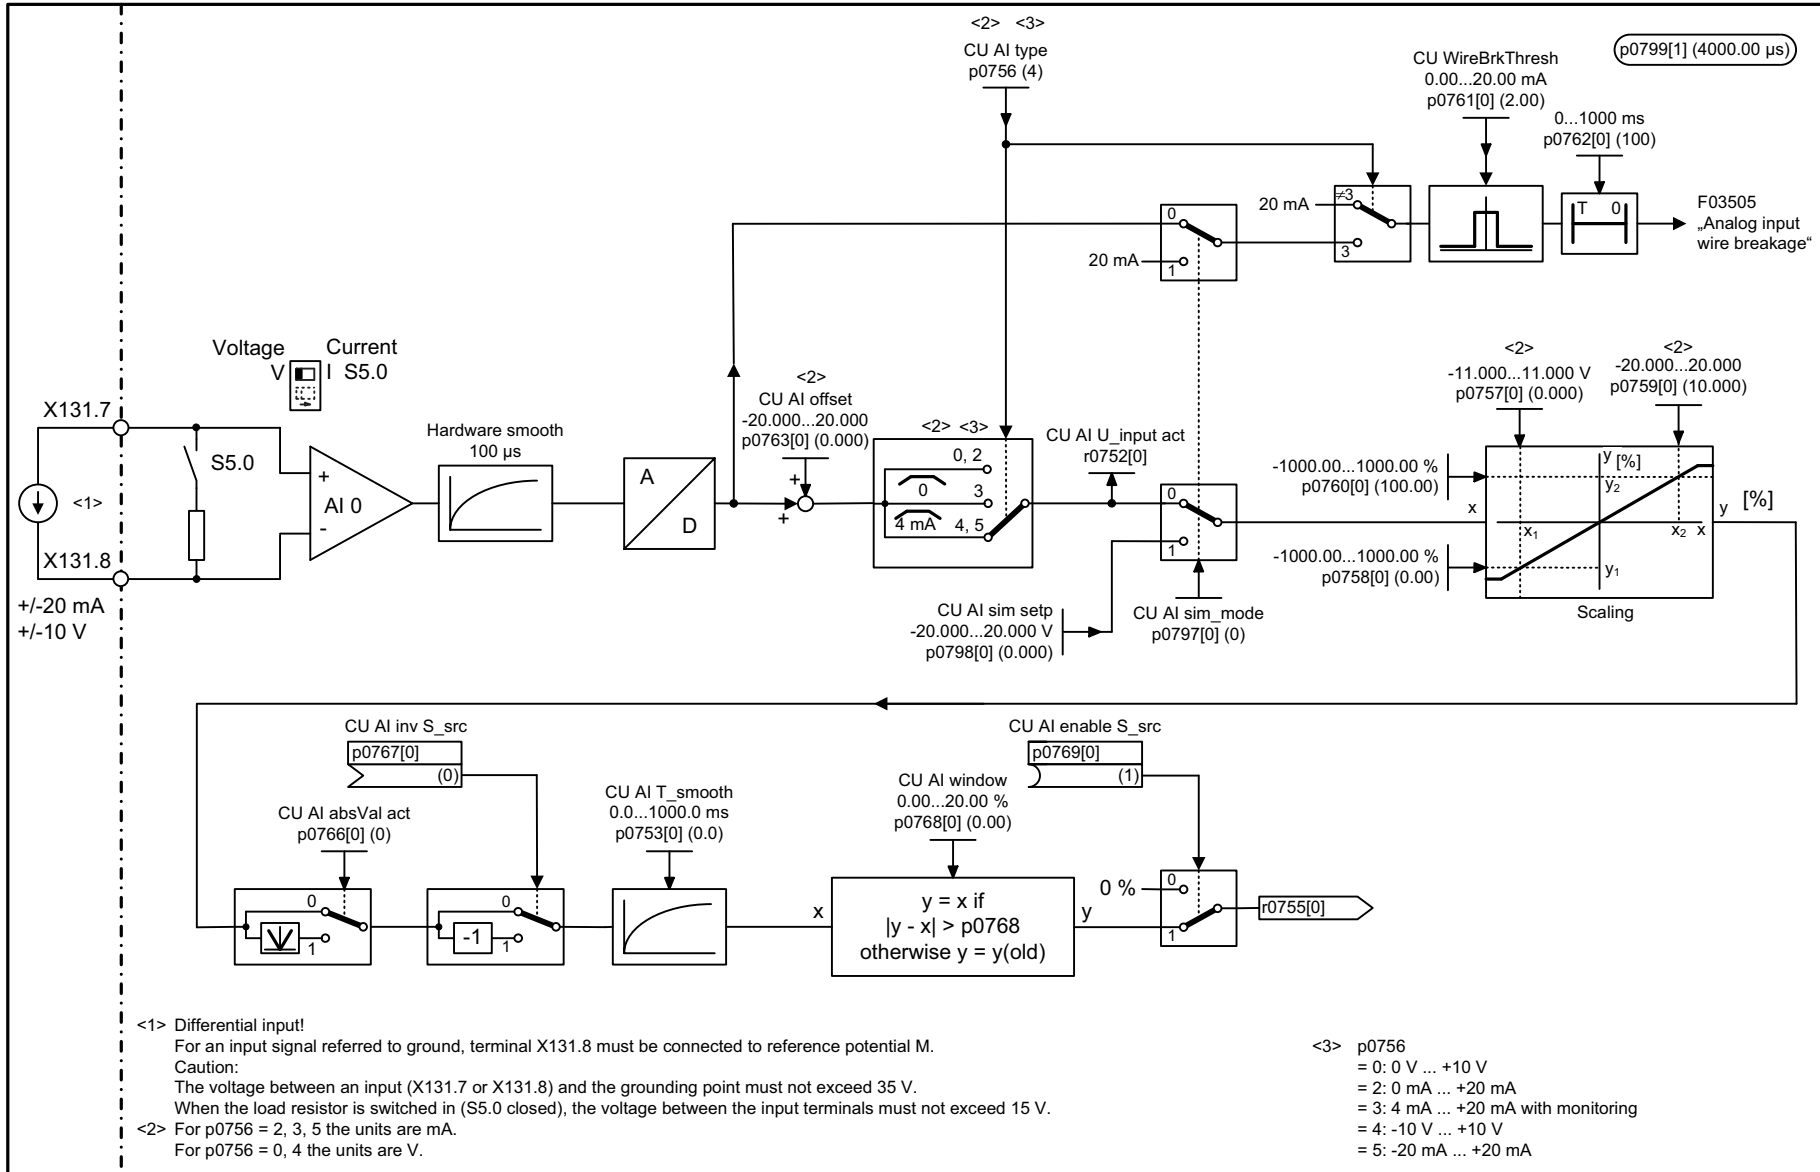 <2> <3>
CU AI type
p0756 (4)
p0799[1] (4000.00 µs)
CU WireBrkThresh
0.00...20.00 mA
p0761[0] (2.00)
0...1000 ms
p0762[0] (100)
20 mA
≠3
3
T 0
F03505
„Analog input
wire breakage“
0
20 mA
1
Voltage Current
V I S5.0
X131.7
S5.0
<1>
+
AI 0
-
X131.8
+/-20 mA
+/-10 V
Hardware smooth
100 µs
A
D
<2>
CU AI offset
-20.000...20.000
p0763[0] (0.000)
+
+
<2> <3>
0, 2
0
3
4 mA
4, 5
CU AI U_input act
r0752[0]
0
1
CU AI sim setp
-20.000...20.000 V
p0798[0] (0.000)
CU AI sim_mode
p0797[0] (0)
<2>
-11.000...11.000 V
p0757[0] (0.000)
<2>
-20.000...20.000
p0759[0] (10.000)
-1000.00...1000.00 %
p0760[0] (100.00)
x
-1000.00...1000.00 %
p0758[0] (0.00)
y [%]
y2
x1
x2 x
y1
y [%]
Scaling
CU AI inv S_src
p0767[0]
(0)
CU AI enable S_src
p0769[0]
(1)
CU AI absVal act
p0766[0] (0)
CU AI T_smooth
0.0...1000.0 ms
p0753[0] (0.0)
CU AI window
0.00...20.00 %
p0768[0] (0.00)
0
1
0
-1
1
x
y = x if
|y - x| > p0768
otherwise y = y(old)
y
0 %
0
1
r0755[0]
<1> Differential input!
For an input signal referred to ground, terminal X131.8 must be connected to reference potential M.
Caution:
The voltage between an input (X131.7 or X131.8) and the grounding point must not exceed 35 V.
When the load resistor is switched in (S5.0 closed), the voltage between the input terminals must not exceed 15 V.
<2> For p0756 = 2, 3, 5 the units are mA.
For p0756 = 0, 4 the units are V.
<3> p0756
= 0: 0 V ... +10 V
= 2: 0 mA ... +20 mA
= 3: 4 mA ... +20 mA with monitoring
= 4: -10 V ... +10 V
= 5: -20 mA ... +20 mA